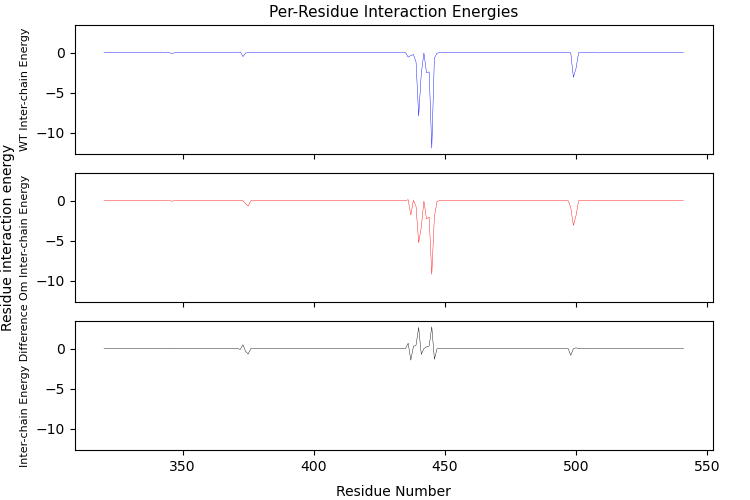 Per-Residue Interaction Energies
Residue interaction energy
WT Inter-chain Energy
0
−5
−10
Om Inter-chain Energy
0
−5
−10
Inter-chain Energy Difference
0
−5
−10
350
400
450
500
550
Residue Number